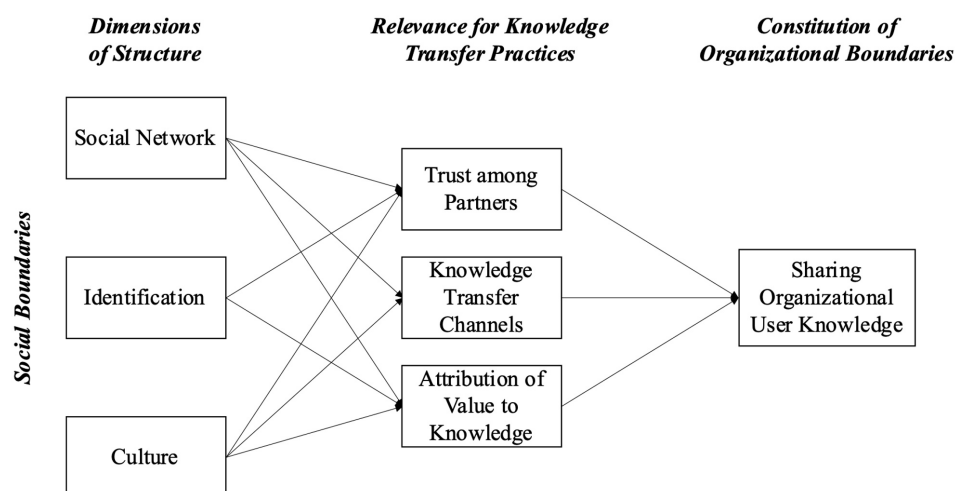 Dimensions
of Structure
Relevance for Knowledge
Transfer Practices
Constitution of
Organizational Boundaries
Social Boundaries
Social Network
Identification
Culture
Trust among
Partners
Knowledge
Transfer
Channels
Attribution of
Value to
Knowledge
Sharing
Organizational
User Knowledge